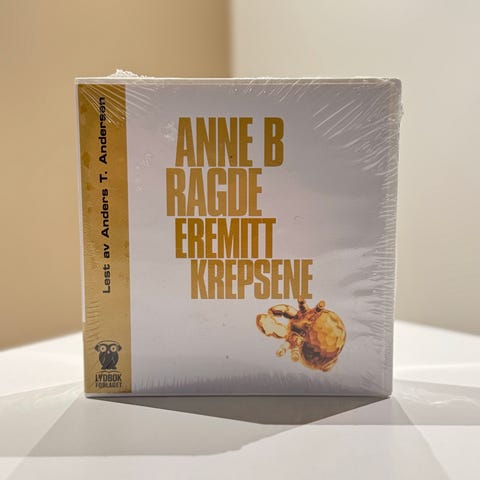 ANNE B
RAGDE
EREMITT
KREPSENE
Lest av Anders T. Andersen
LYDBOK
FORLAGET